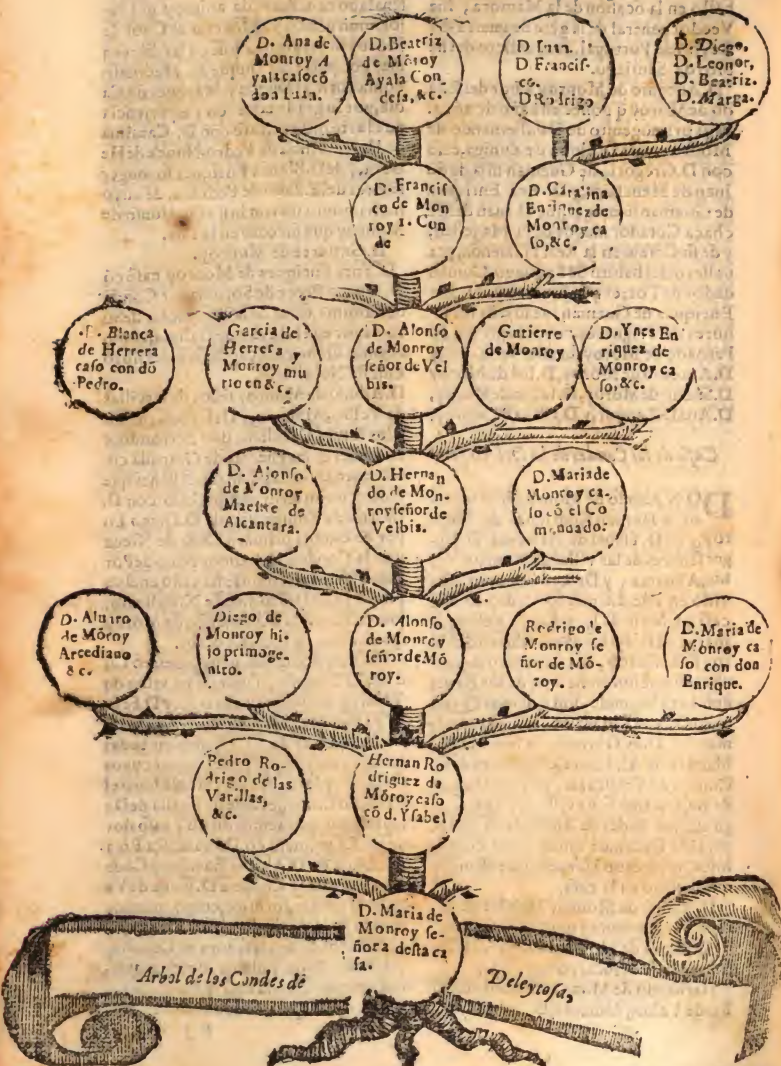 D. Ana de
Monroy A
yala casocó
don Iuan.
D. Beatriz
de Móroy
Ayala Con
desa, &c.
D Iuan.
D Francis-
co.
D Rodrigo
D. Diego,
D. Leonor,
D. Beatriz.
D. Marga.
D. Francis
co de Mon
roy 1. Con
de
D. Catalina
Enriquez de
Monroy ca
so, &c.
D. Blanca
de Herrera
caso con dõ
Pedro.
Garcia de
Herrera y
Monroy mu
rio en &c.
D. Alonso
de Monroy
señor de Vel
bis.
Gutierre
de Monroy
D. Ynes En
riquez de
Monroy ca
so, &c.
D. Alonso
de Monroy
Maestre de
Alcantara.
D. Hernan
do de Mon-
roy señor de
Velbis.
D. Maria de
Monroy ca-
so cõ el Co
mendador
D. Aluaro
de Móroy
Arcediano
&c.
Diego de
Monroy hi-
jo primoge-
nito.
D. Alonso
de Monroy
señor de Mó
roy.
Rodrigo de
Monroy se
ñor de Mó-
roy.
D. Maria de
Monroy ca
so con don
Enrique.
Pedro Ro-
drigo de las
Varillas,
&c.
Hernan Ro
driguez de
Móroy caso
cõ d. Ysabel
D. Maria de
Monroy se-
ñora desta ca
sa.
Arbol de los Condes de Deleytosa,